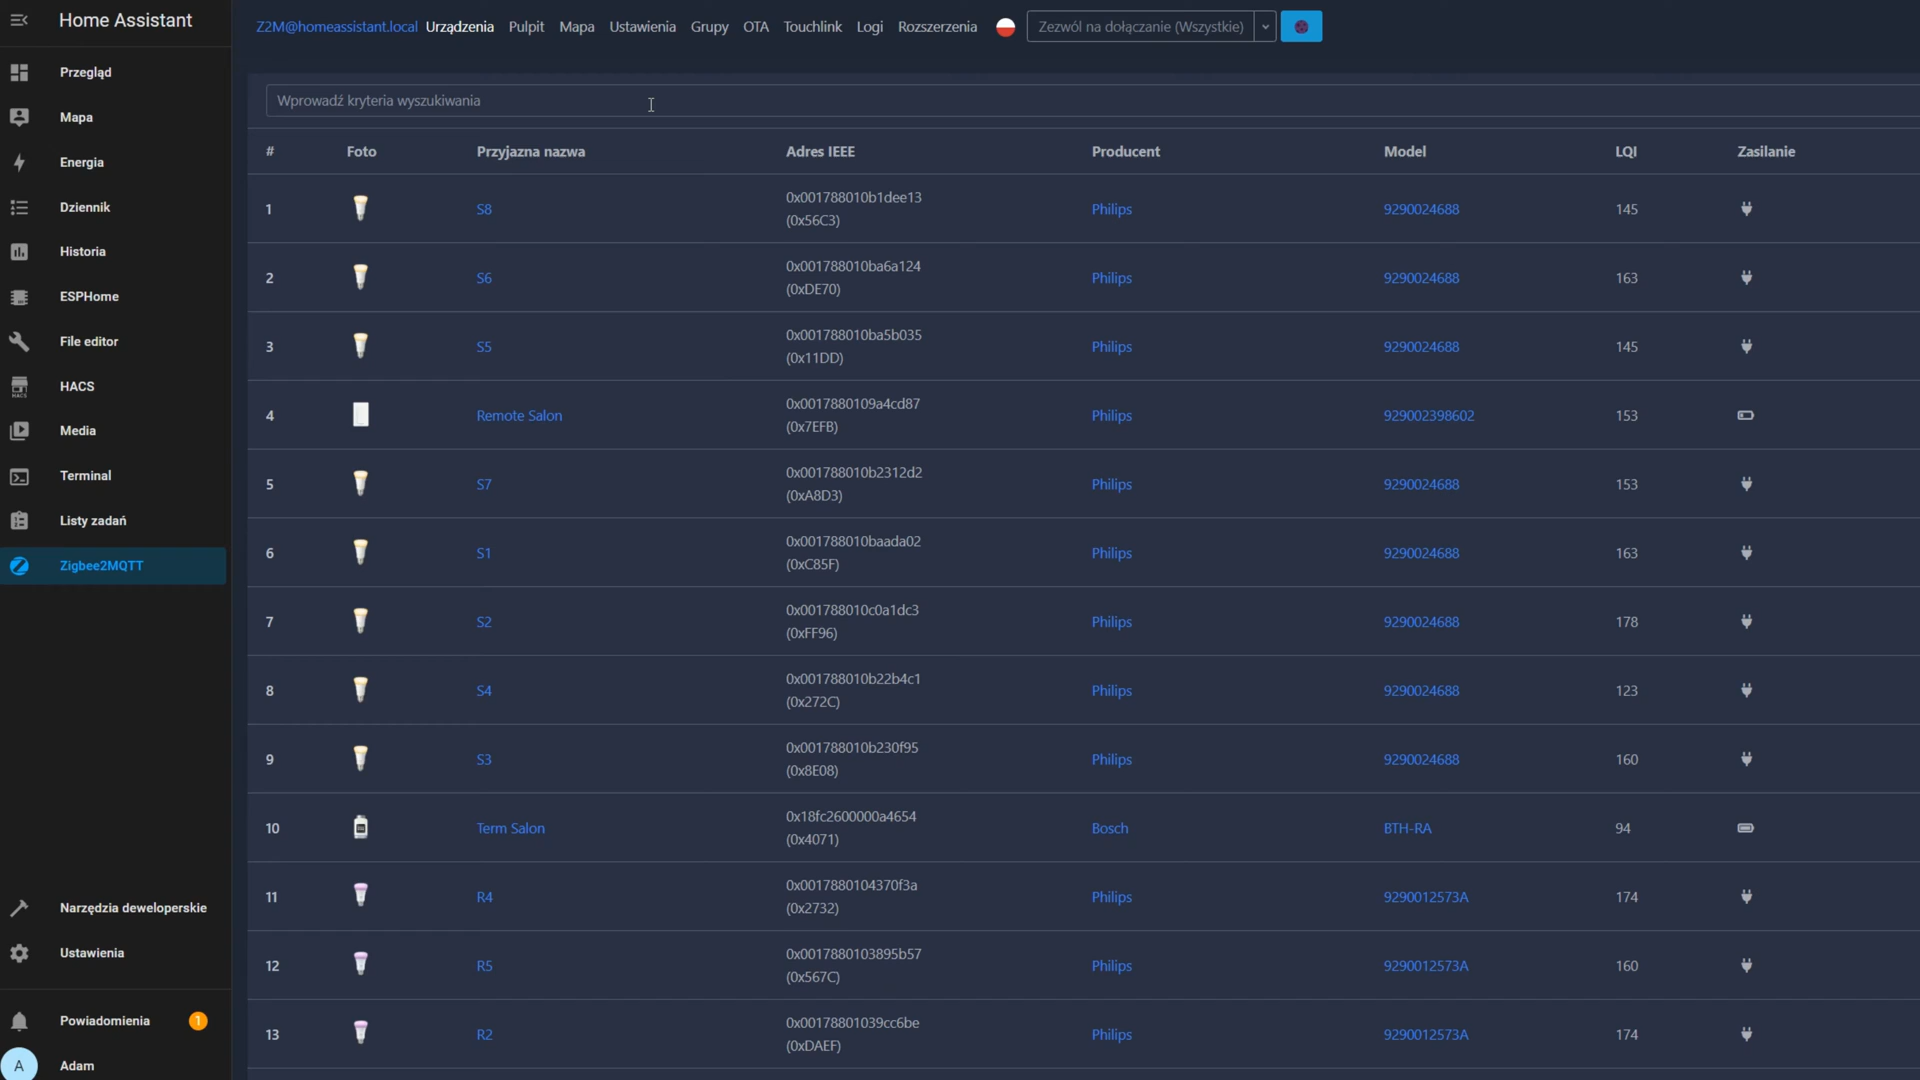 Home Assistant
Przegląd
Mapa
Energia
Dziennik
Historia
ESPHome
File editor
HACS
HACS
Media
Terminal
Listy zadań
Zigbee2MQTT
Narzędzia deweloperskie
Ustawienia
Powiadomienia 1
A Adam
Z2M@homeassistant.local Urządzenia Pulpit Mapa Ustawienia Grupy OTA Touchlink Logi Rozszerzenia Zezwól na dołączanie (Wszystkie)
Wprowadź kryteria wyszukiwania
# Foto Przyjazna nazwa Adres IEEE Producent Model LQI Zasilanie
1 S8 0x001788010b1dee13 Philips 9290024688 145
(0x56C3)
2 S6 0x001788010ba6a124 Philips 9290024688 163
(0xDE70)
3 S5 0x001788010ba5b035 Philips 9290024688 145
(0x11DD)
4 Remote Salon 0x0017880109a4cd87 Philips 929002398602 153
(0x7EFB)
5 S7 0x001788010b2312d2 Philips 9290024688 153
(0xA8D3)
6 S1 0x001788010baada02 Philips 9290024688 163
(0xC85F)
7 S2 0x001788010c0a1dc3 Philips 9290024688 178
(0xFF96)
8 S4 0x001788010b22b4c1 Philips 9290024688 123
(0x272C)
9 S3 0x001788010b230f95 Philips 9290024688 160
(0x8E08)
10 Term Salon 0x18fc2600000a4654 Bosch BTH-RA 94
(0x4071)
11 R4 0x0017880104370f3a Philips 9290012573A 174
(0x2732)
12 R5 0x0017880103895b57 Philips 9290012573A 160
(0x567C)
13 R2 0x00178801039cc6be Philips 9290012573A 174
(0xDAEF)